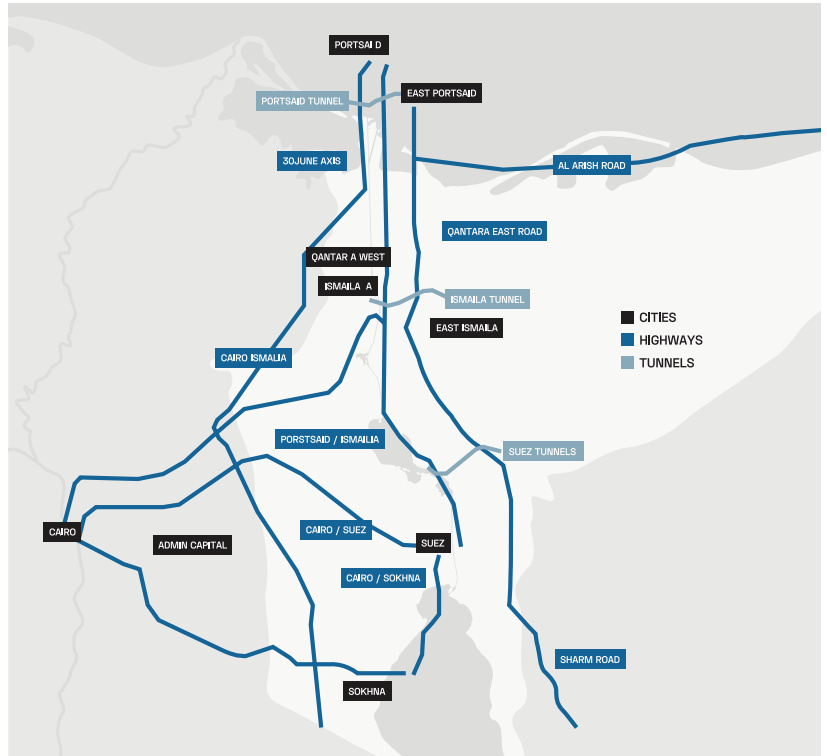 PORTSAI D
PORTSAID TUNNEL
EAST PORTSAID
30JUNE AXIS
AL ARISH ROAD
QANTARA EAST ROAD
QANTAR A WEST
ISMAILA A
ISMAILA TUNNEL
EAST ISMAILA
CITIES
HIGHWAYS
TUNNELS
CAIRO ISMALIA
PORSTSAID / ISMAILIA
SUEZ TUNNELS
CAIRO
ADMIN CAPITAL
CAIRO / SUEZ
SUEZ
CAIRO / SOKHNA
SHARM ROAD
SOKHNA